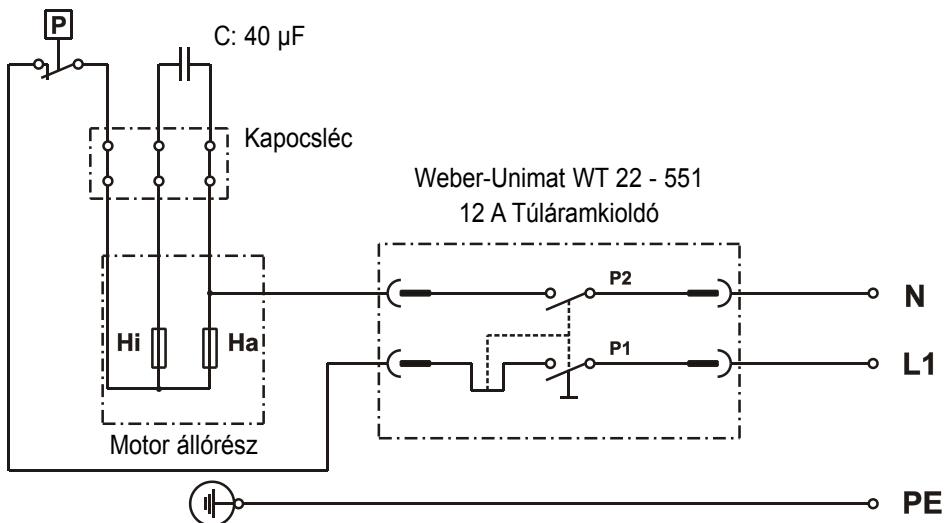 P
C: 40 µF
Kapocsléc
Weber-Unimat WT 22 - 551
12 A Túláramkioldó
P2
N
Hi
Ha
P1
L1
Motor állórész
PE